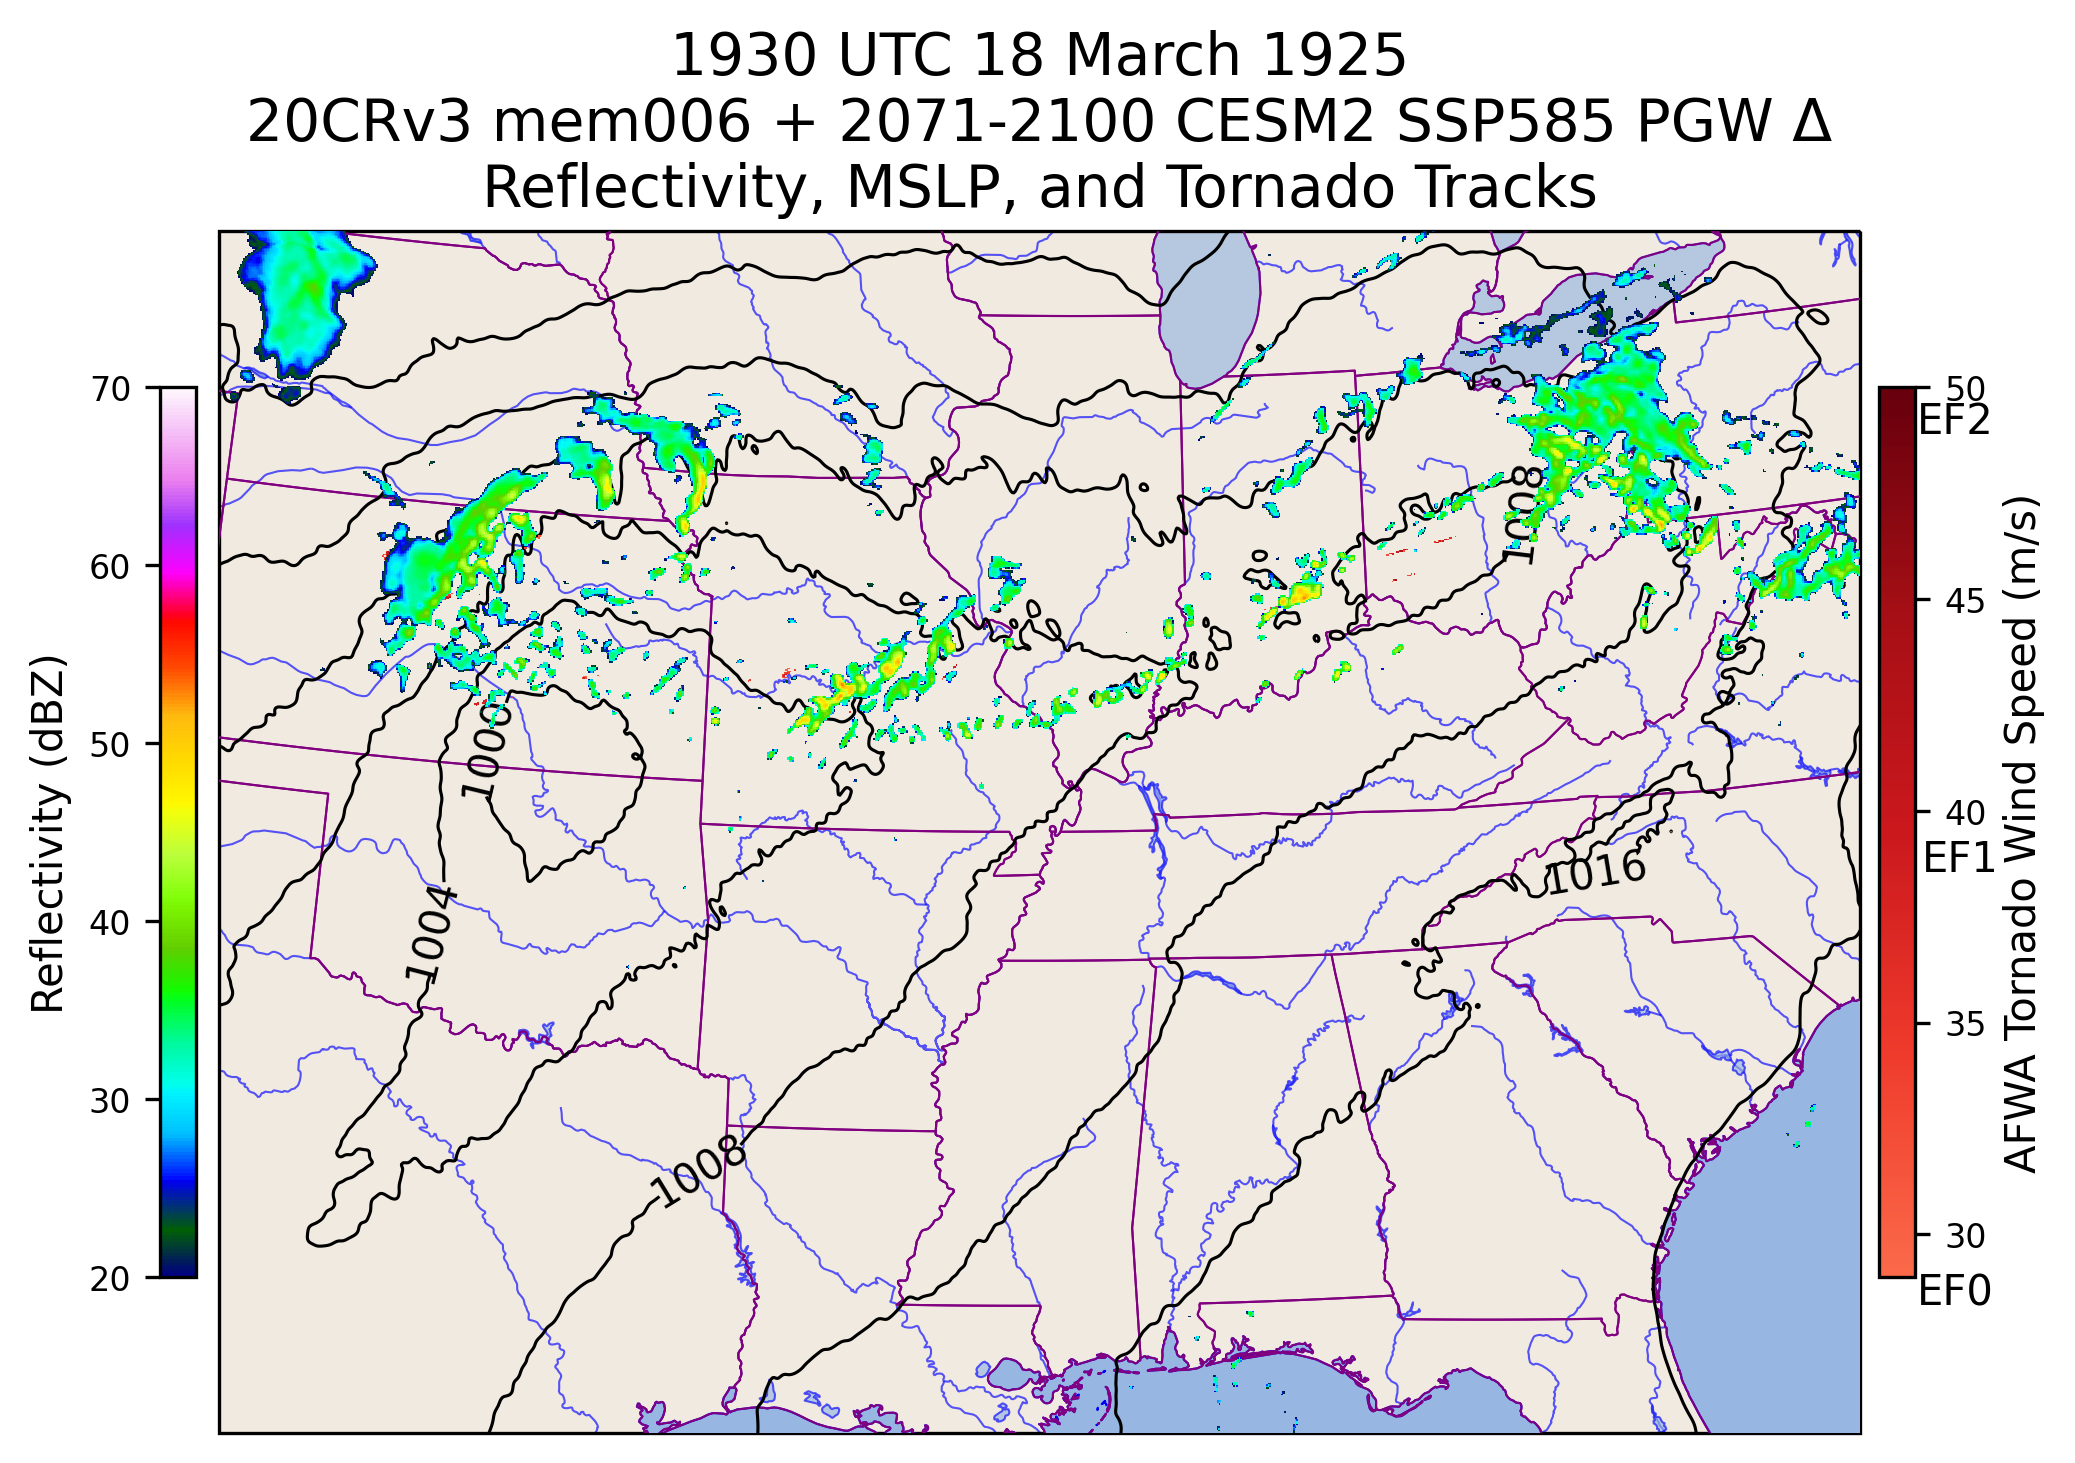 1930 UTC 18 March 1925
20CRv3 mem006 + 2071-2100 CESM2 SSP585 PGW Δ
Reflectivity, MSLP, and Tornado Tracks
70
60
50
40
30
20
Reflectivity (dBZ)
1008
1000
1004
1016
1008
50
EF2
45
40
EF1
35
30
EF0
AFWA Tornado Wind Speed (m/s)